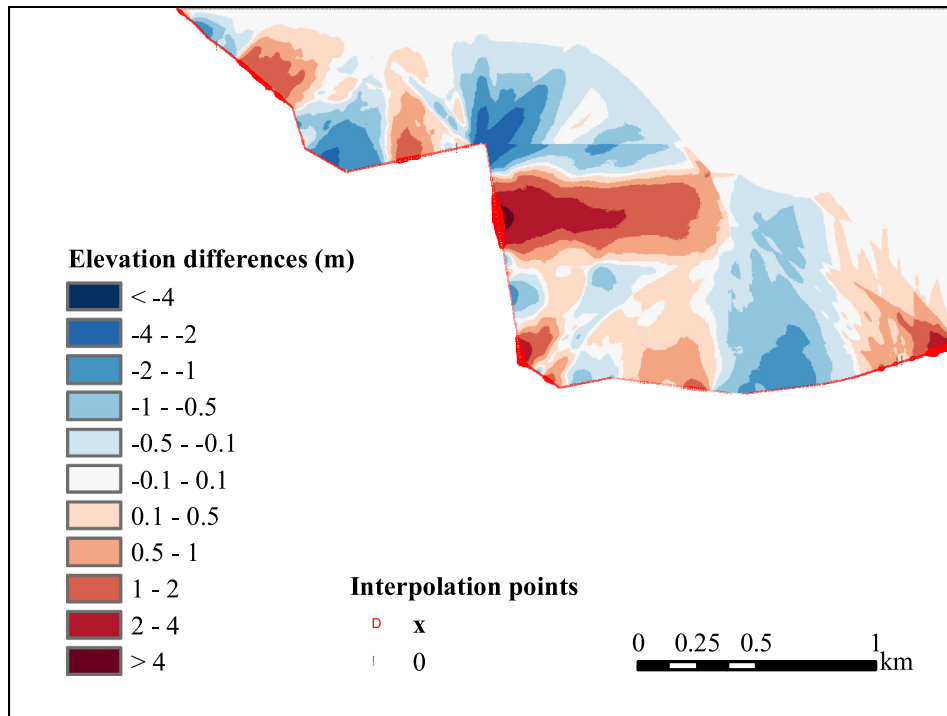 Elevation differences (m)
< -4
-4 - -2
-2 - -1
-1 - -0.5
-0.5 - -0.1
-0.1 - 0.1
0.1 - 0.5
0.5 - 1
1 - 2
2 - 4
> 4
Interpolation points
D x
! 0
0 0.25 0.5 1
km